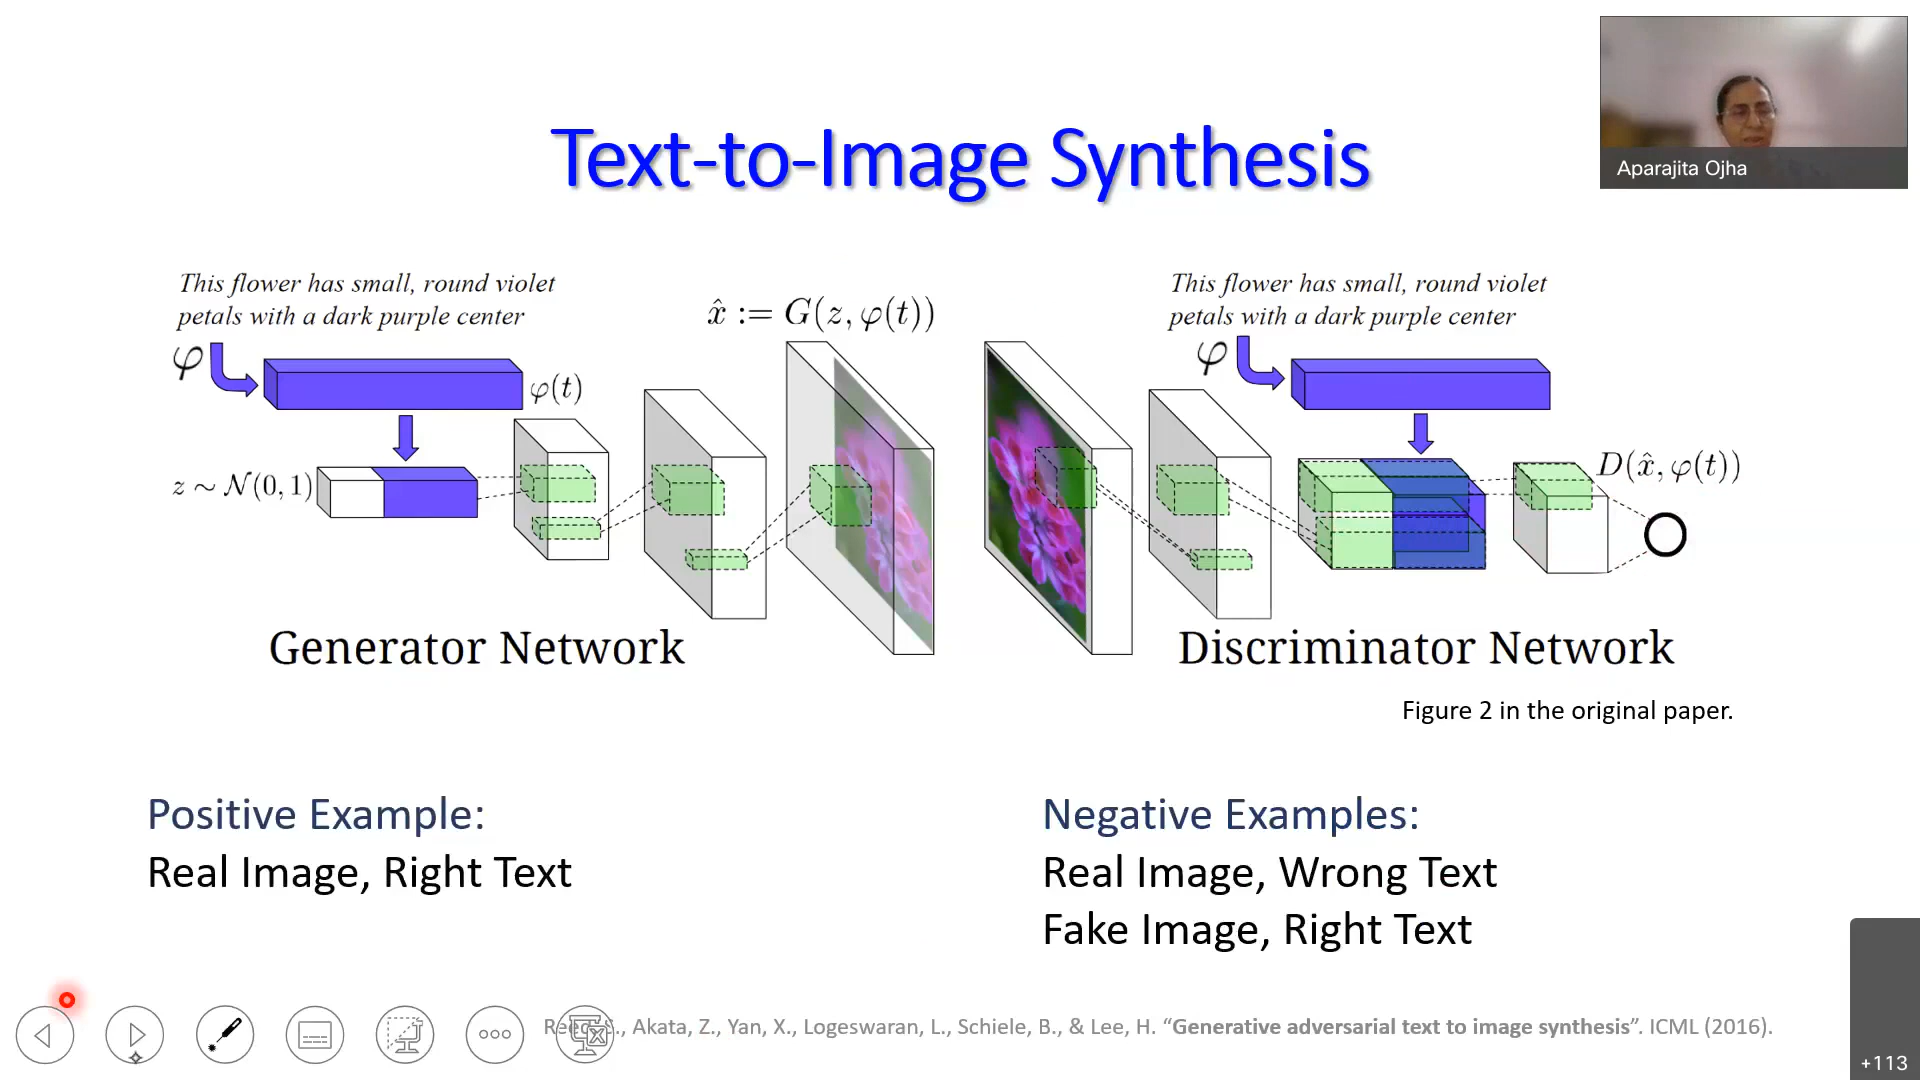 Aparajita Ojha
Text-to-Image Synthesis
This flower has small, round violet
petals with a dark purple center
φ
φ(t)
z ∼ N(0, 1)
x̂ := G(z, φ(t))
Generator Network
This flower has small, round violet
petals with a dark purple center
φ
D(x̂, φ(t))
Discriminator Network
Figure 2 in the original paper.
Positive Example:
Real Image, Right Text
Negative Examples:
Real Image, Wrong Text
Fake Image, Right Text
Akata, Z., Yan, X., Logeswaran, L., Schiele, B., & Lee, H. “Generative adversarial text to image synthesis”. ICML (2016).
+113